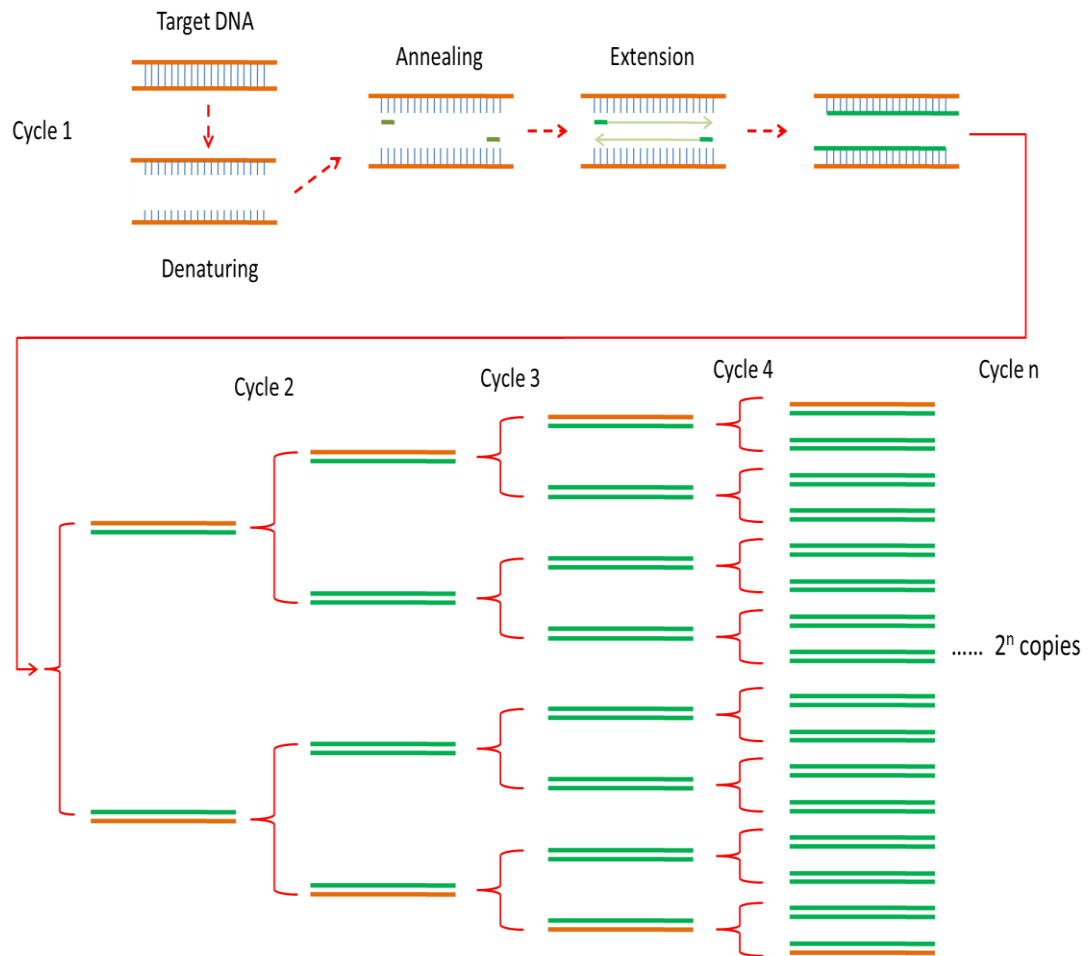 Target DNA
Annealing
Extension
Cycle 1
Denaturing
Cycle 2
Cycle 3
Cycle 4
Cycle n
...... 2ⁿ copies